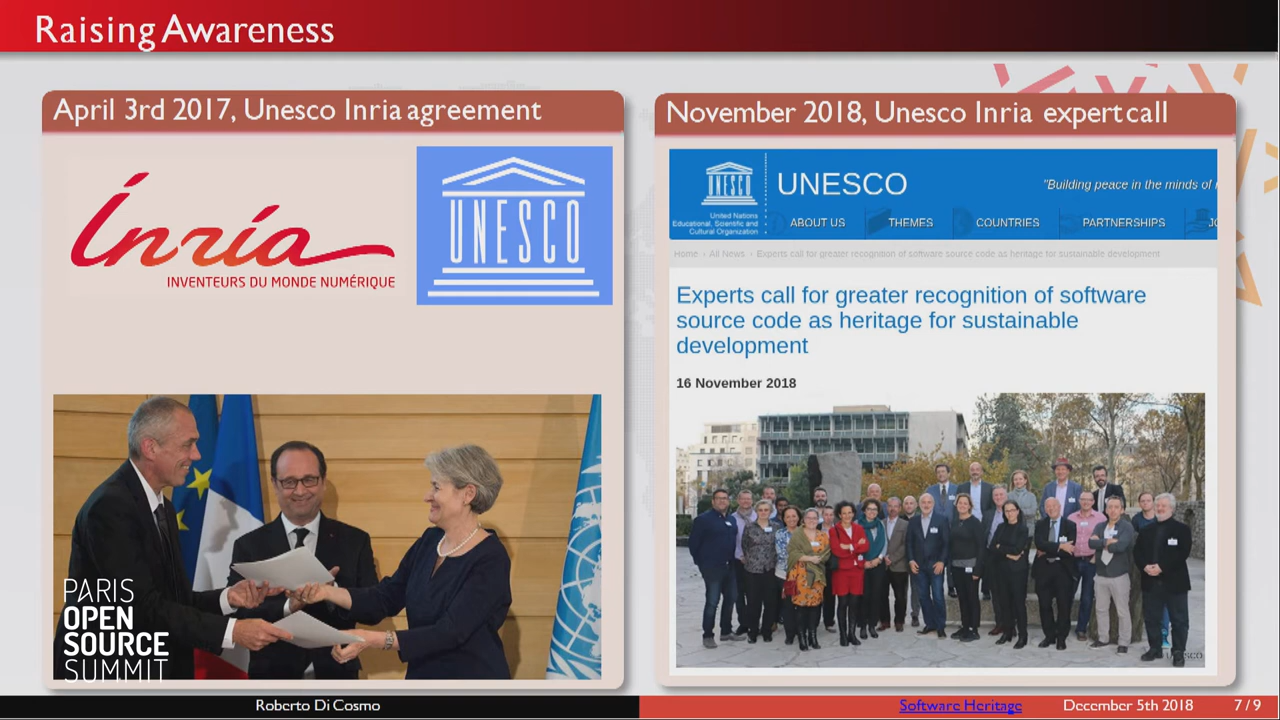 Raising Awareness
April 3rd 2017, Unesco Inria agreement
Inria
INVENTEURS DU MONDE NUMÉRIQUE
UNESCO
PARIS
OPEN
SOURCE
SUMMIT
November 2018, Unesco Inria expert call
UNESCO
UNESCO
"Building peace in the minds of
United Nations
Educational, Scientific and
Cultural Organization
ABOUT US THEMES COUNTRIES PARTNERSHIPS JO
Home › All News › Experts call for greater recognition of software source code as heritage for sustainable development
Experts call for greater recognition of software
source code as heritage for sustainable
development
16 November 2018
UNESCO
Roberto Di Cosmo
Software Heritage
December 5th 2018
7 / 9